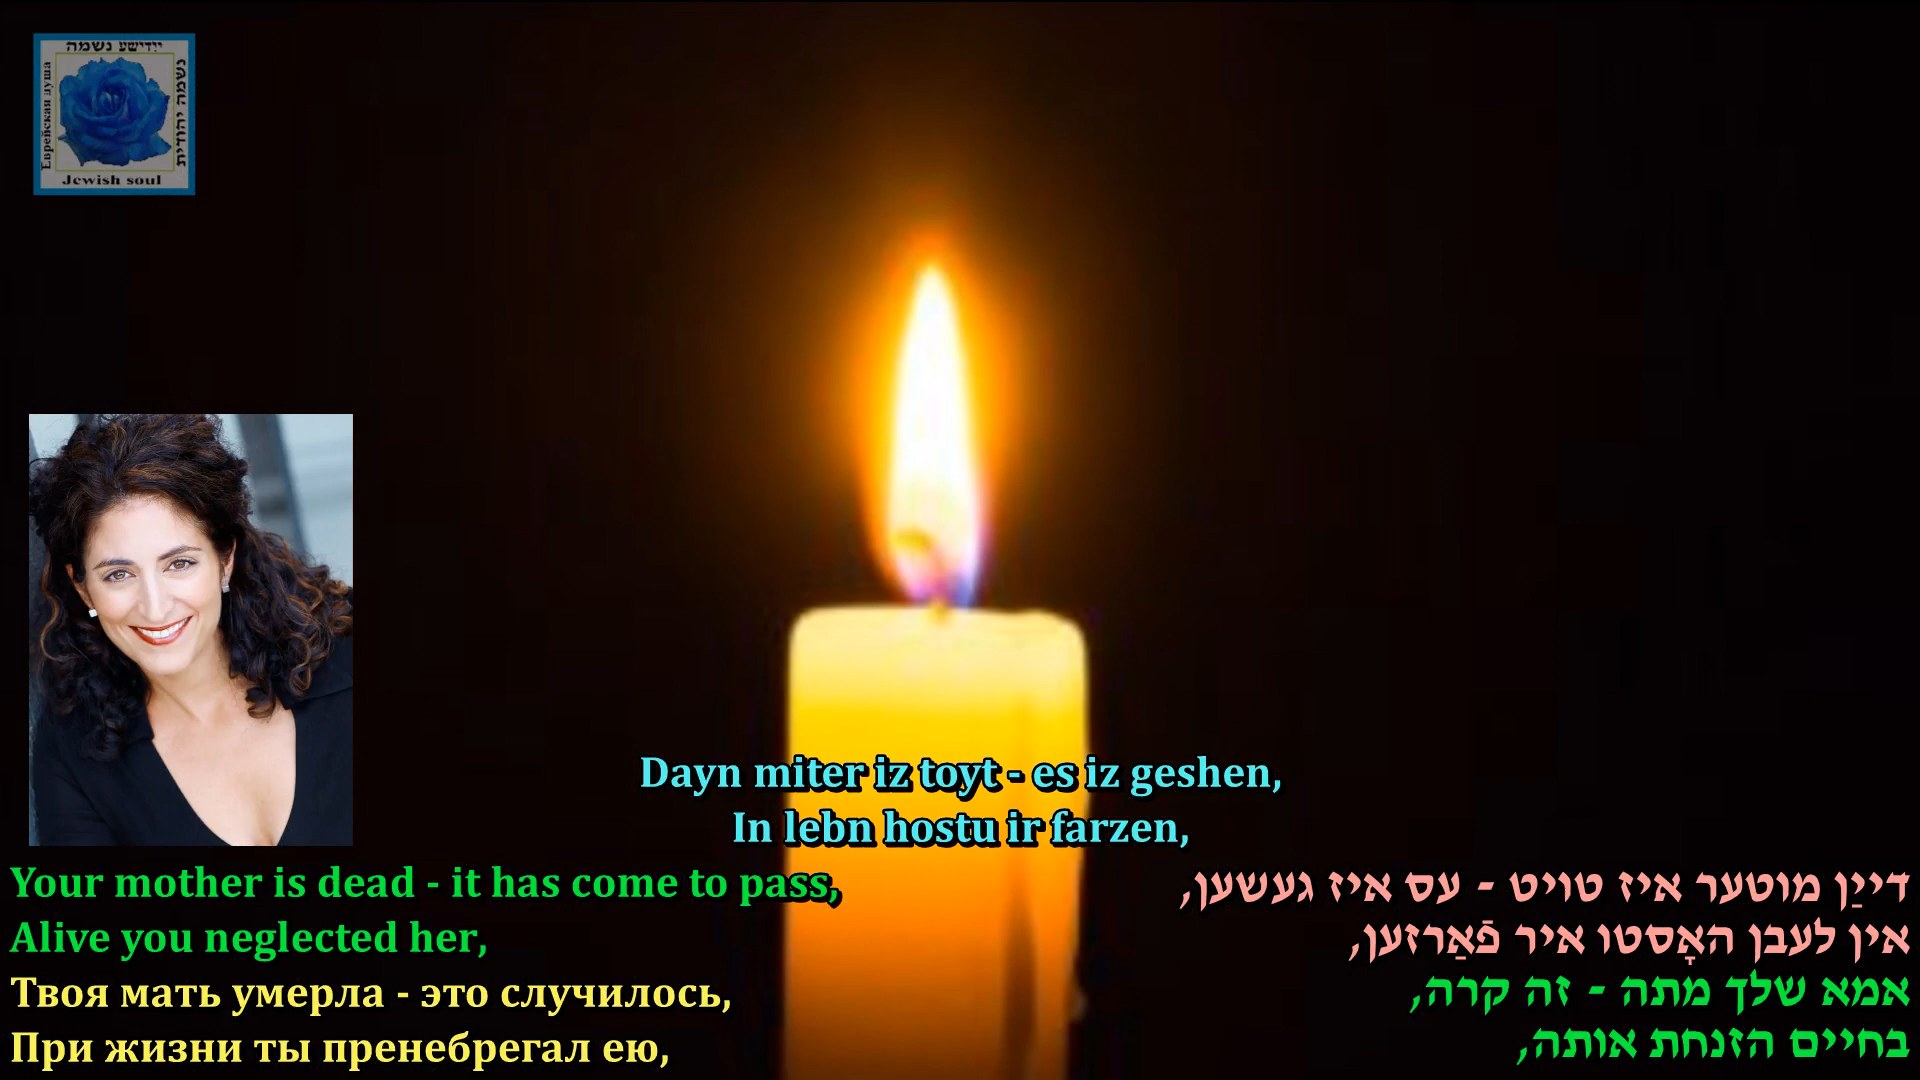 ייִדישע נשמה
Еврейская душа
נשמה יהודית
Jewish soul
Dayn miter iz toyt - es iz geshen,
In lebn hostu ir farzen,
Your mother is dead - it has come to pass,
Alive you neglected her,
Твоя мать умерла - это случилось,
При жизни ты пренебрегал ею,
דײַן מוטער איז טויט - עס איז געשען,
אין לעבן האָסטו איר פֿאַרזען,
אמא שלך מתה - זה קרה,
בחיים הזנחת אותה,